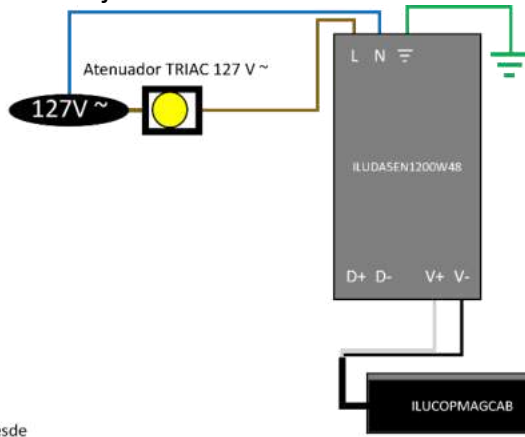 Atenuador TRIAC 127 V ~
127V ~
L N
ILUDA5EN1200W48
D+ D- V+ V-
ILUCOPMAGCAB
esde